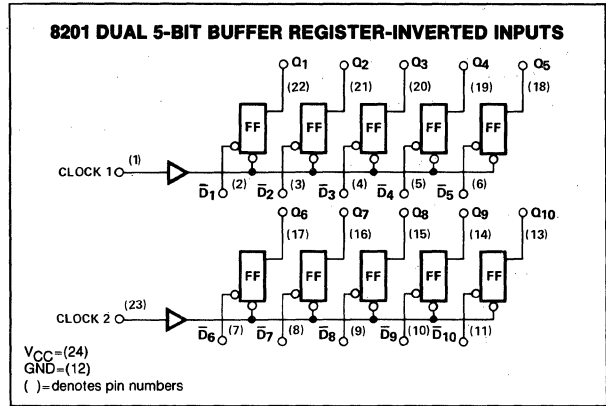 8201 DUAL 5-BIT BUFFER REGISTER-INVERTED INPUTS
Q1 Q2 Q3 Q4 Q5
(22) (21) (20) (19) (18)
FF FF FF FF FF
CLOCK 1 (1)
D̅1 (2) D̅2 (3) D̅3 (4) D̅4 (5) D̅5 (6)
Q6 Q7 Q8 Q9 Q10
(17) (16) (15) (14) (13)
FF FF FF FF FF
CLOCK 2 (23)
D̅6 (7) D̅7 (8) D̅8 (9) D̅9 (10) D̅10 (11)
VCC=(24)
GND=(12)
( )=denotes pin numbers